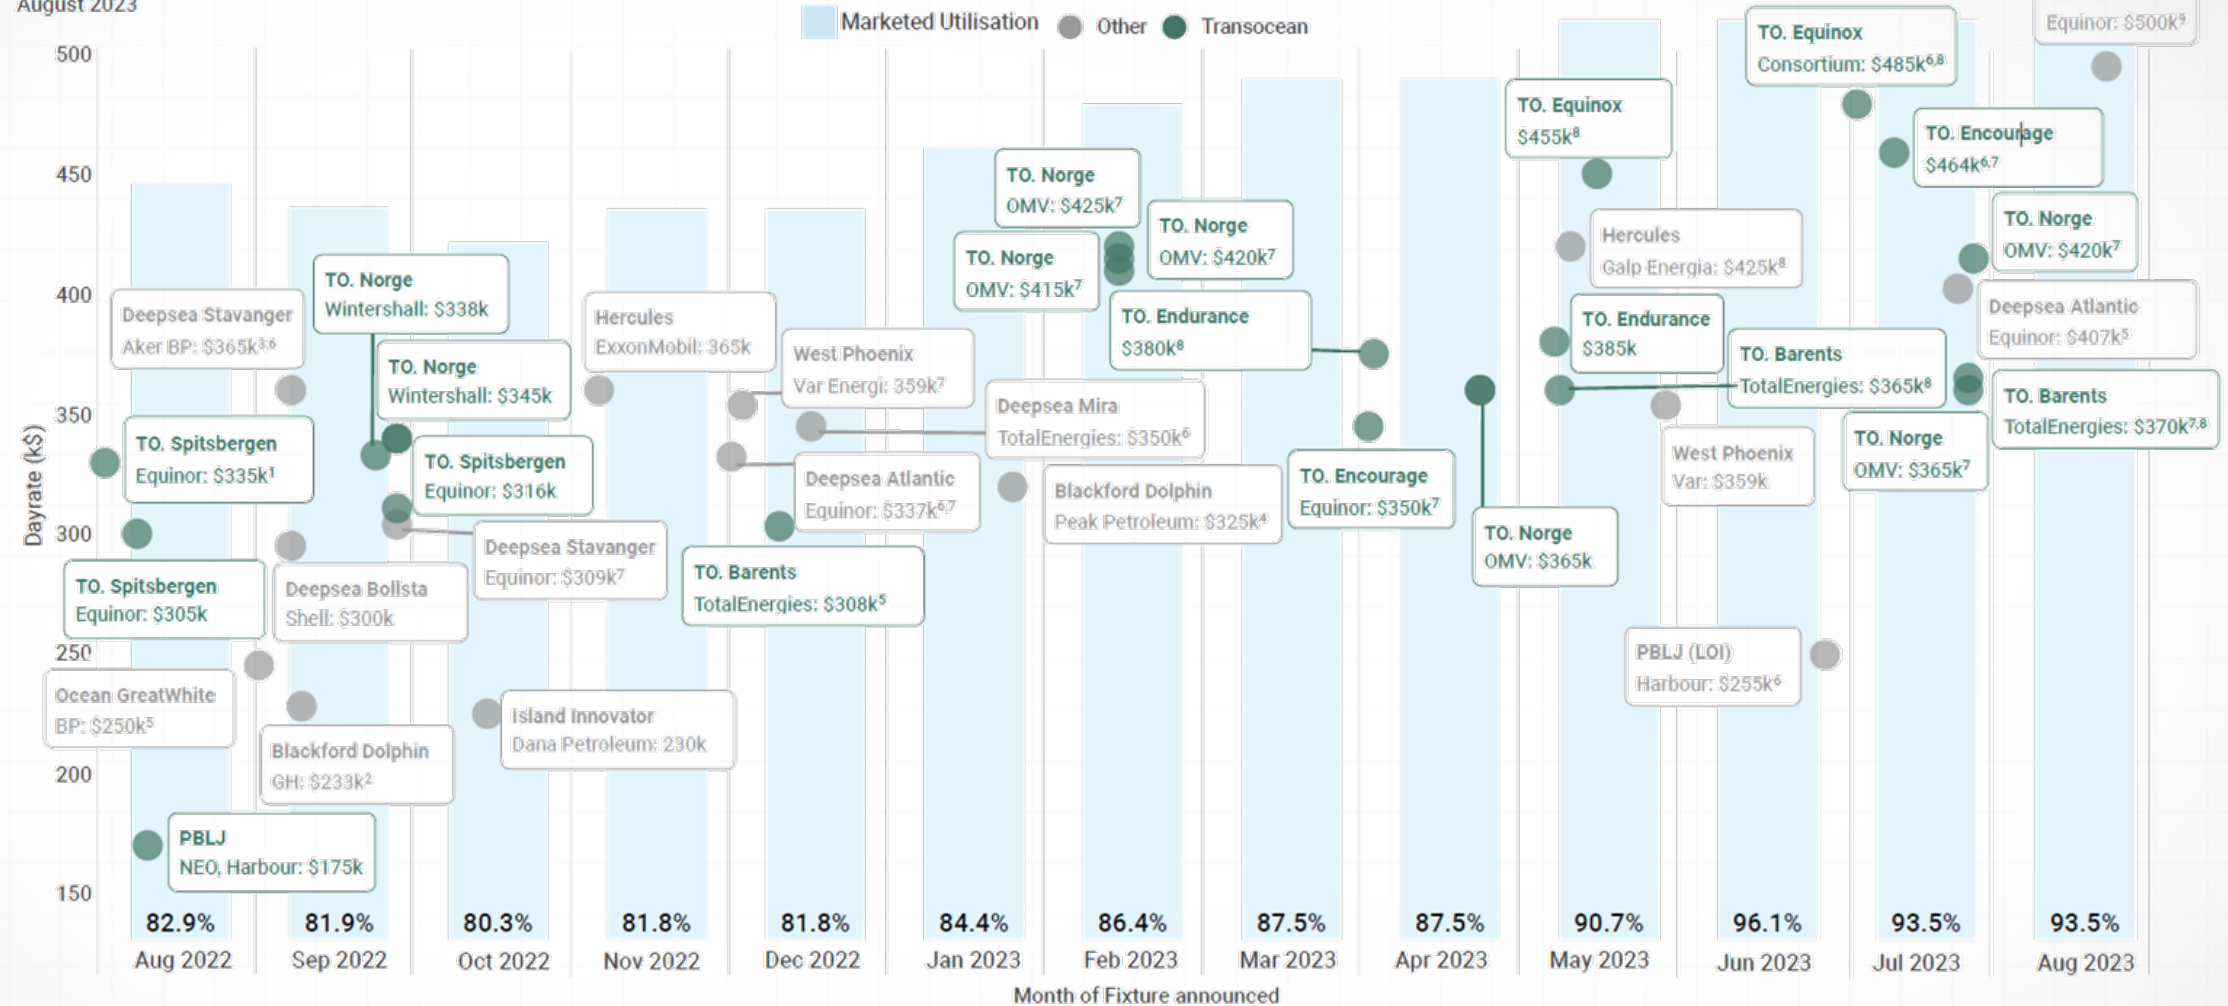 August 2023
Marketed Utilisation
Other
Transocean
Dayrate (k$)
500
450
400
350
300
250
200
150
TO. Spitsbergen
Equinor: $335k1
TO. Spitsbergen
Equinor: $305k
Ocean GreatWhite
BP: $250k5
PBLJ
NEO, Harbour: $175k
Deepsea Stavanger
Aker BP: $365k3,6
Deepsea Bollsta
Shell: $300k
Blackford Dolphin
GH: $233k2
TO. Norge
Wintershall: $338k
TO. Norge
Wintershall: $345k
TO. Spitsbergen
Equinor: $316k
Deepsea Stavanger
Equinor: $309k7
Island Innovator
Dana Petroleum: 230k
Hercules
ExxonMobil: 365k
West Phoenix
Var Energi: 359k7
Deepsea Mira
TotalEnergies: $350k6
Deepsea Atlantic
Equinor: $337k6,7
TO. Barents
TotalEnergies: $308k5
Blackford Dolphin
Peak Petroleum: $325k4
TO. Norge
OMV: $425k7
TO. Norge
OMV: $415k7
TO. Norge
OMV: $420k7
TO. Endurance
$380k8
TO. Encourage
Equinor: $350k7
TO. Norge
OMV: $365k
TO. Equinox
$455k8
Hercules
Galp Energia: $425k8
TO. Endurance
$385k
TO. Barents
TotalEnergies: $365k8
West Phoenix
Var: $359k
PBLJ (LOI)
Harbour: $255k6
TO. Equinox
Consortium: $485k6,8
TO. Encourage
$464k6,7
TO. Norge
OMV: $420k7
Deepsea Atlantic
Equinor: $407k5
TO. Barents
TotalEnergies: $370k7,8
TO. Norge
OMV: $365k7
Equinor: $500k9
82.9% 81.9% 80.3% 81.8% 81.8% 84.4% 86.4% 87.5% 87.5% 90.7% 96.1% 93.5% 93.5%
Aug 2022 Sep 2022 Oct 2022 Nov 2022 Dec 2022 Jan 2023 Feb 2023 Mar 2023 Apr 2023 May 2023 Jun 2023 Jul 2023 Aug 2023
Month of Fixture announced